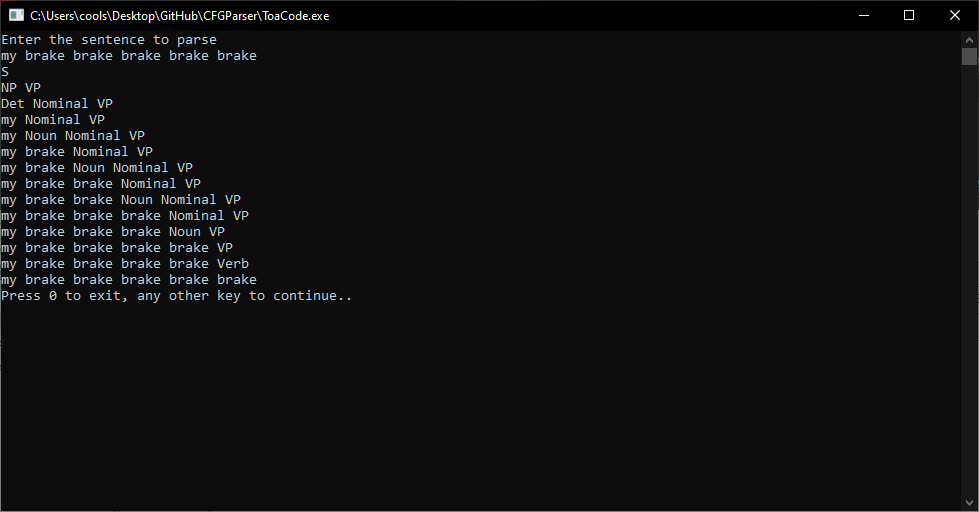 C:\Users\cools\Desktop\GitHub\CFGParser\ToaCode.exe
Enter the sentence to parse
my brake brake brake brake brake
S
NP VP
Det Nominal VP
my Nominal VP
my Noun Nominal VP
my brake Nominal VP
my brake Noun Nominal VP
my brake brake Nominal VP
my brake brake Noun Nominal VP
my brake brake brake Nominal VP
my brake brake brake Noun VP
my brake brake brake brake VP
my brake brake brake brake Verb
my brake brake brake brake brake
Press 0 to exit, any other key to continue..